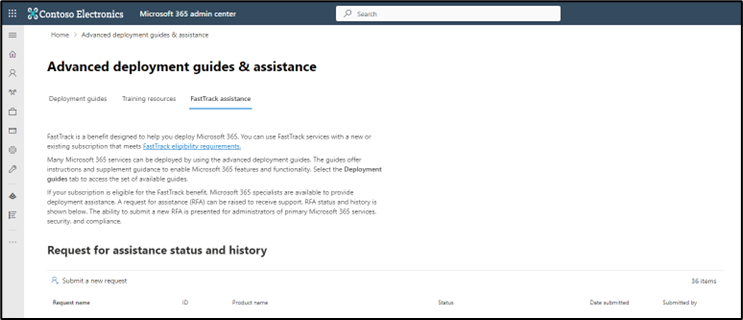 Contoso Electronics Microsoft 365 admin center Search
Home > Advanced deployment guides & assistance
Advanced deployment guides & assistance
Deployment guides Training resources FastTrack assistance
FastTrack is a benefit designed to help you deploy Microsoft 365. You can use FastTrack services with a new or
existing subscription that meets FastTrack eligibility requirements.
Many Microsoft 365 services can be deployed by using the advanced deployment guides. The guides offer
instructions and supplement guidance to enable Microsoft 365 features and functionality. Select the Deployment
guides tab to access the set of available guides.
If your subscription is eligible for the FastTrack benefit, Microsoft 365 specialists are available to provide
deployment assistance. A request for assistance (RFA) can be raised to receive support. RFA status and history is
shown below. The ability to submit a new RFA is presented for administrators of primary Microsoft 365 services,
security, and compliance.
Request for assistance status and history
Submit a new request 36 items
Request name ID Product name Status Date submitted Submitted by